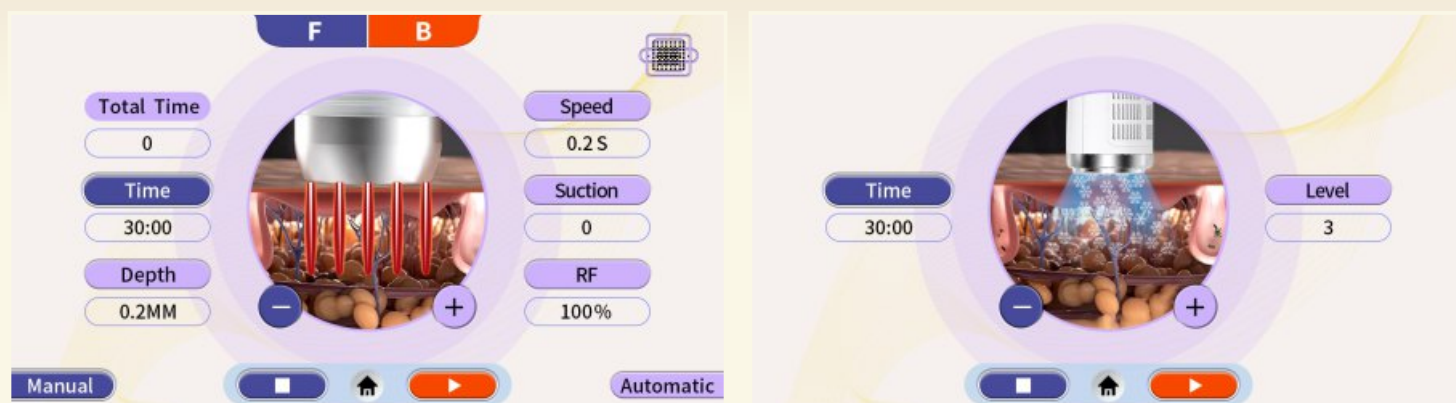 F B
Total Time
0
Time
30:00
Depth
0.2MM
Speed
0.2 S
Suction
0
RF
100%
Manual
Automatic
Time
30:00
Level
3